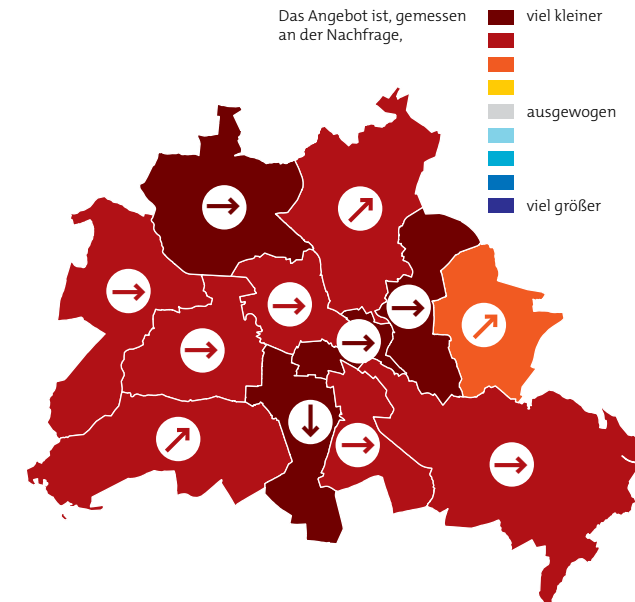 Das Angebot ist, gemessen
an der Nachfrage,
viel kleiner
ausgewogen
viel größer